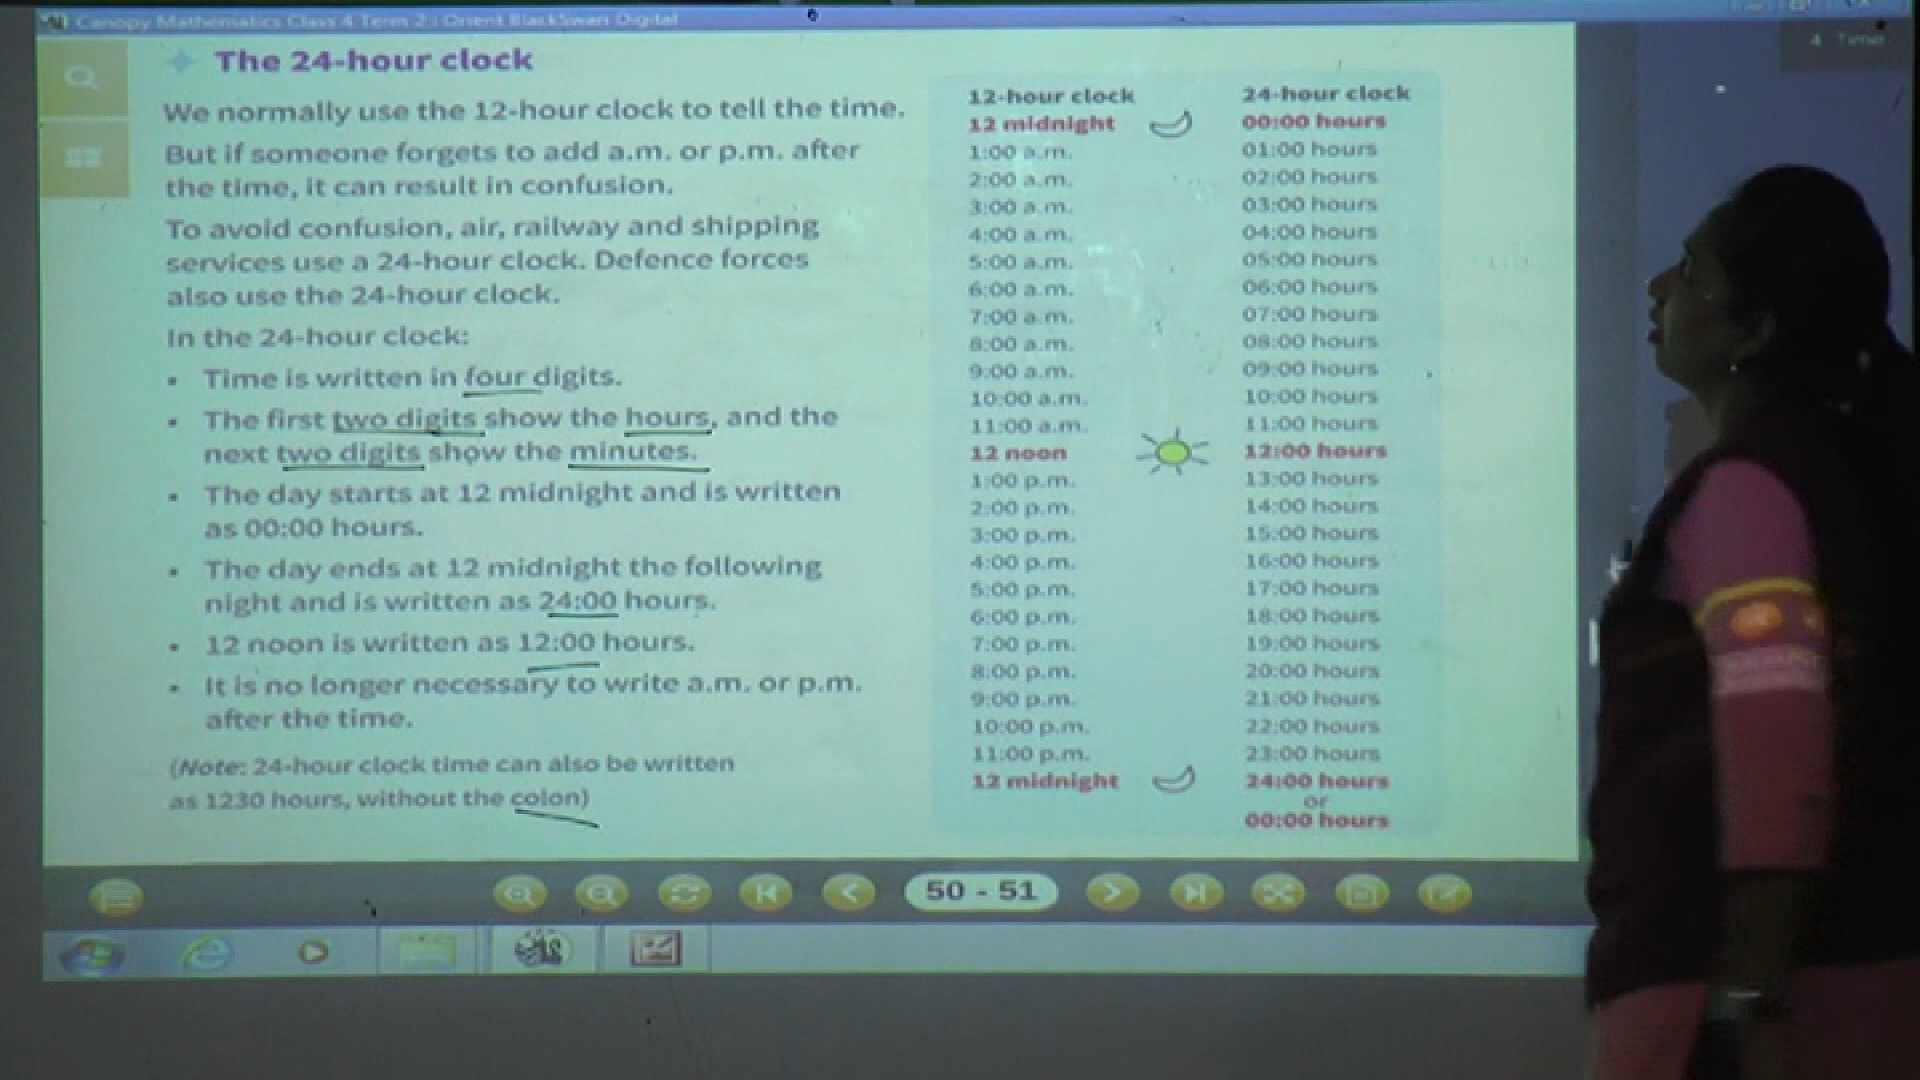 Canopy Mathematics Class 4 Term 2 : Orient BlackSwan Digital
4 Time
The 24-hour clock
We normally use the 12-hour clock to tell the time.
But if someone forgets to add a.m. or p.m. after
the time, it can result in confusion.
To avoid confusion, air, railway and shipping
services use a 24-hour clock. Defence forces
also use the 24-hour clock.
In the 24-hour clock:
• Time is written in four digits.
• The first two digits show the hours, and the
next two digits show the minutes.
• The day starts at 12 midnight and is written
as 00:00 hours.
• The day ends at 12 midnight the following
night and is written as 24:00 hours.
• 12 noon is written as 12:00 hours.
• It is no longer necessary to write a.m. or p.m.
after the time.
(Note: 24-hour clock time can also be written
as 1230 hours, without the colon)
12-hour clock 24-hour clock
12 midnight 00:00 hours
1:00 a.m. 01:00 hours
2:00 a.m. 02:00 hours
3:00 a.m. 03:00 hours
4:00 a.m. 04:00 hours
5:00 a.m. 05:00 hours
6:00 a.m. 06:00 hours
7:00 a.m. 07:00 hours
8:00 a.m. 08:00 hours
9:00 a.m. 09:00 hours
10:00 a.m. 10:00 hours
11:00 a.m. 11:00 hours
12 noon 12:00 hours
1:00 p.m. 13:00 hours
2:00 p.m. 14:00 hours
3:00 p.m. 15:00 hours
4:00 p.m. 16:00 hours
5:00 p.m. 17:00 hours
6:00 p.m. 18:00 hours
7:00 p.m. 19:00 hours
8:00 p.m. 20:00 hours
9:00 p.m. 21:00 hours
10:00 p.m. 22:00 hours
11:00 p.m. 23:00 hours
12 midnight 24:00 hours
or
00:00 hours
50 - 51